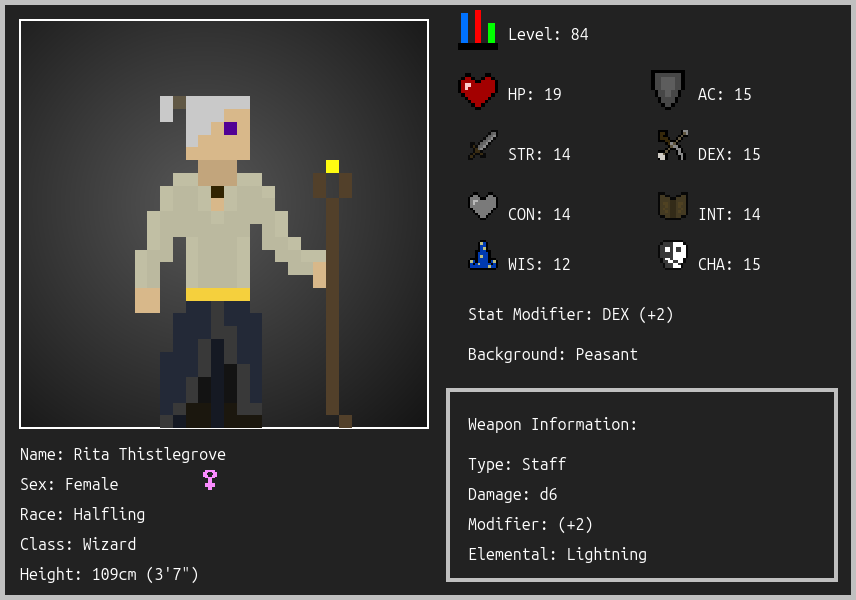 Level: 84
HP: 19
AC: 15
STR: 14
DEX: 15
CON: 14
INT: 14
WIS: 12
CHA: 15
Stat Modifier: DEX (+2)
Background: Peasant
Weapon Information:
Type: Staff
Damage: d6
Modifier: (+2)
Elemental: Lightning
Name: Rita Thistlegrove
Sex: Female
Race: Halfling
Class: Wizard
Height: 109cm (3'7")